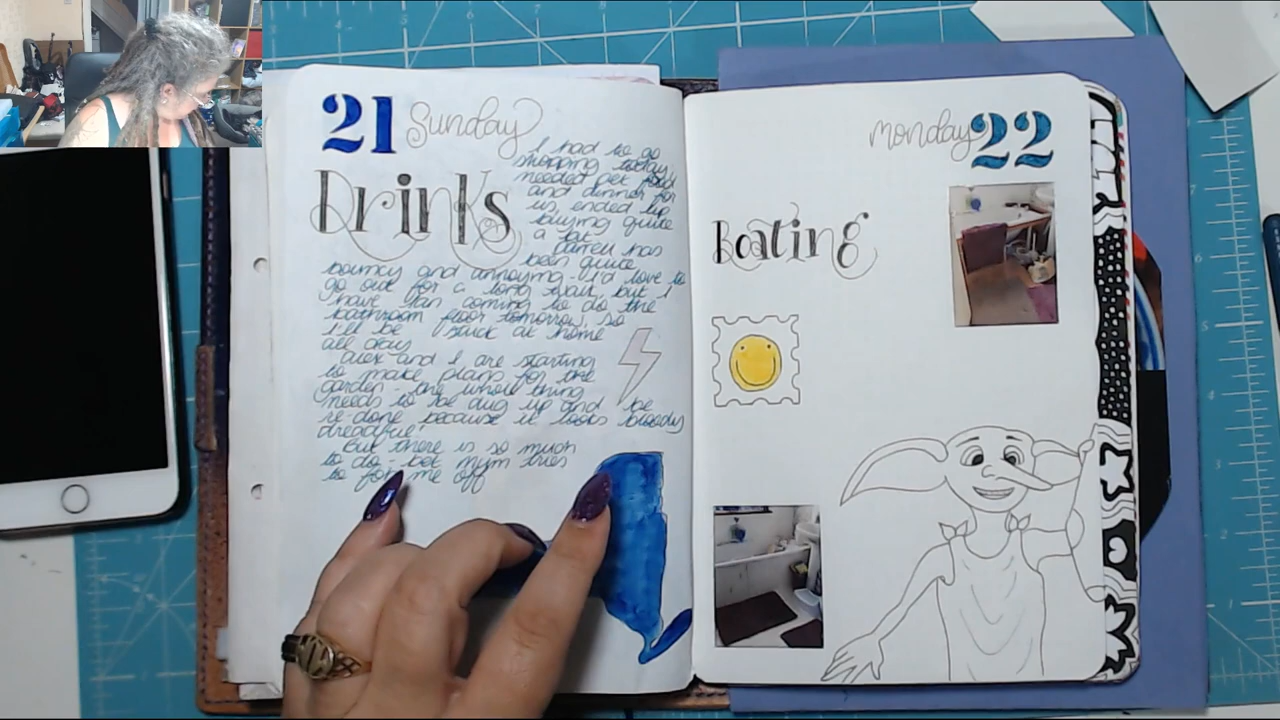 21 Sunday
Drinks
I had to go
shopping today
needed pet food
and dinner for
us ended up
buying quite
a bit
Darren has
been quite
bouncy and annoying. I'd love to
go out for a long walk but I
have Ian coming to do the
bathroom floor tomorrow so
I'll be stuck at home
all day
Alex and I are starting
to make plans for the
garden. The whole thing
needs to be dug up and be
re done because it looks bloody
dreadful!
But there is so much
to do bet mum tries
to fob me off
monday 22
Boating